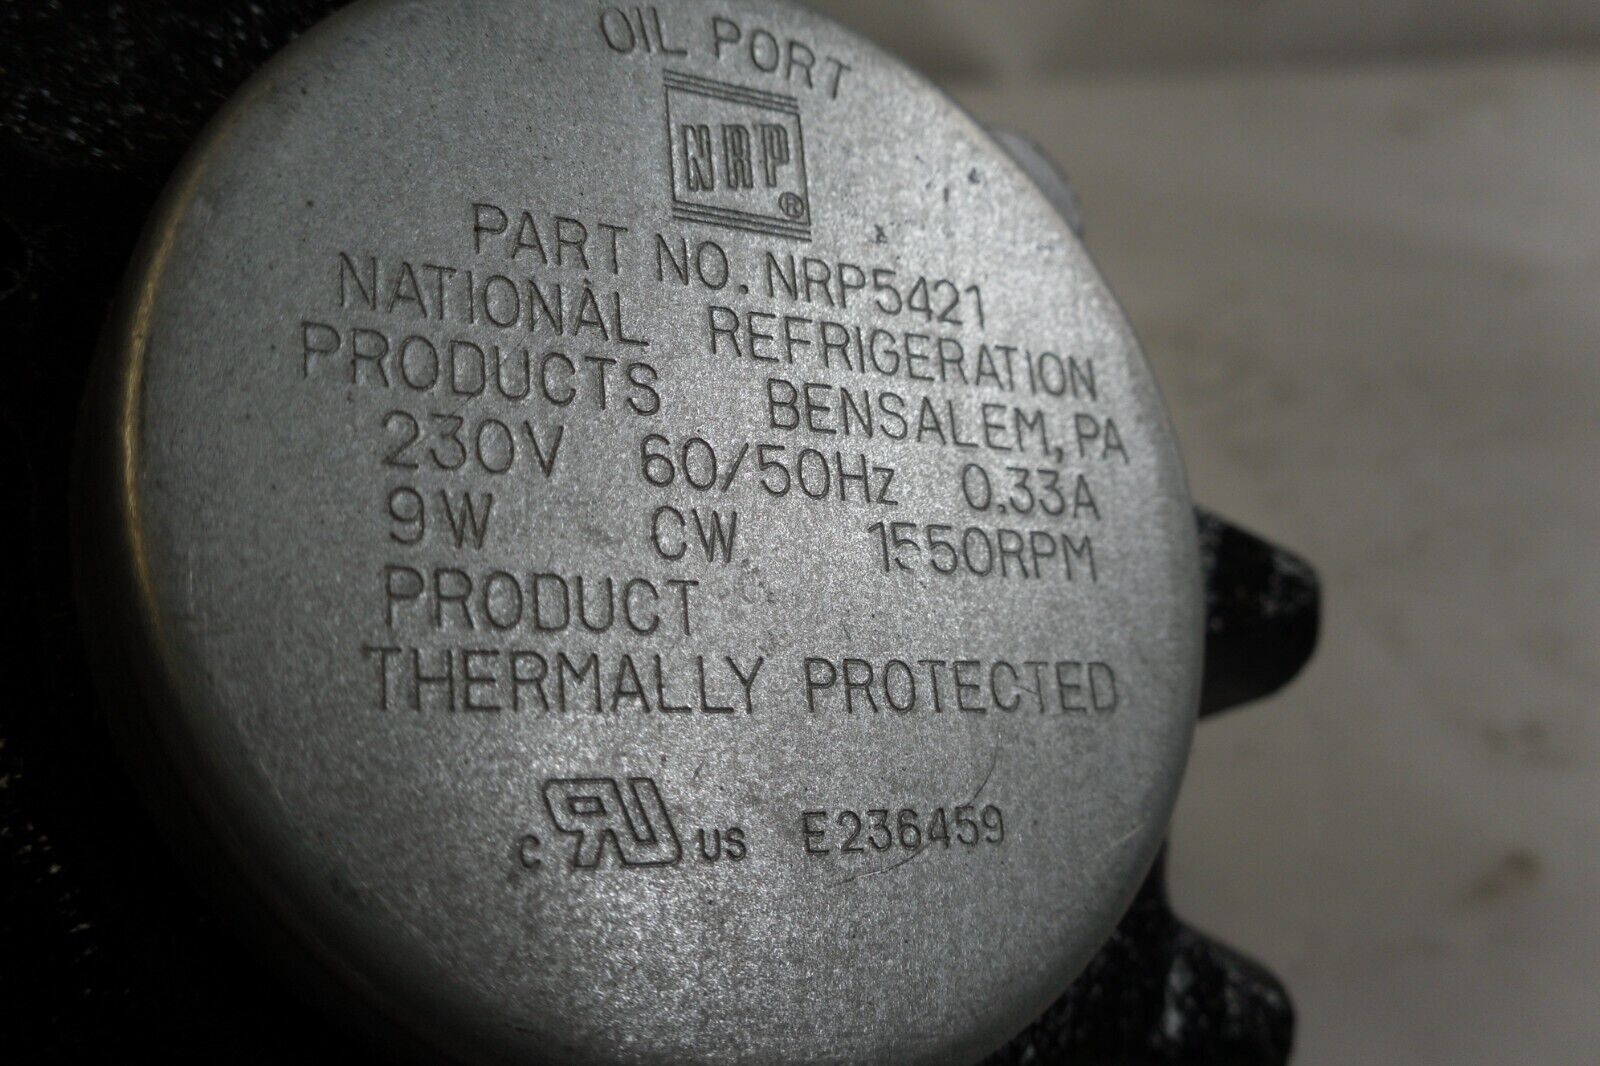 OIL PORT
NRP®
PART NO. NRP5421
NATIONAL REFRIGERATION
PRODUCTS BENSALEM, PA
230V 60/50Hz 0.33A
9W CW 1550RPM
PRODUCT
THERMALLY PROTECTED
c RU US E236459